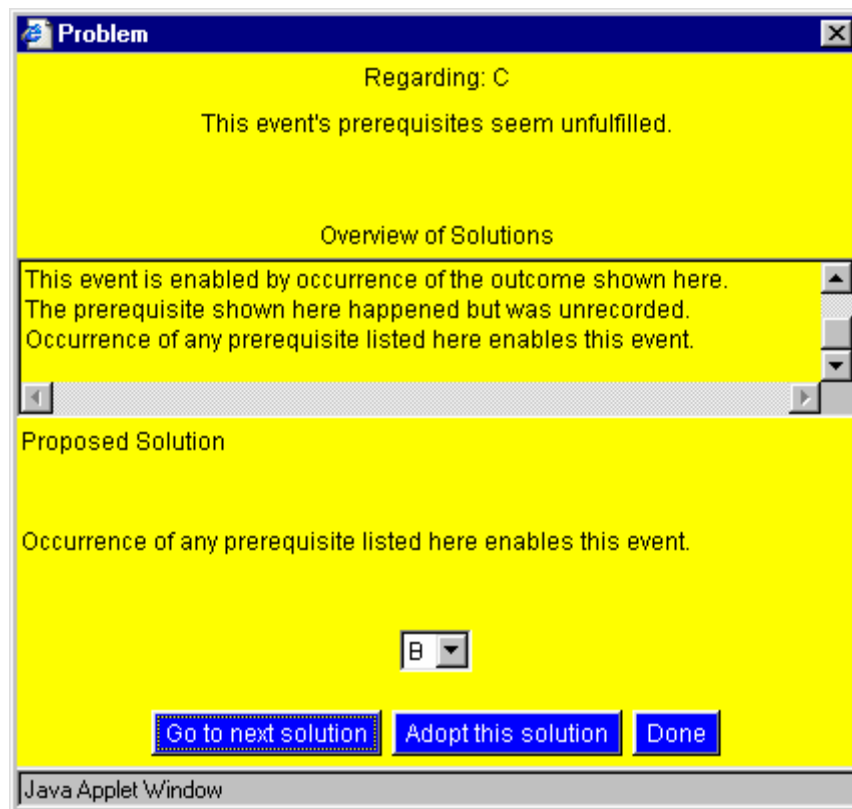 Problem
Regarding: C
This event's prerequisites seem unfulfilled.
Overview of Solutions
This event is enabled by occurrence of the outcome shown here.
The prerequisite shown here happened but was unrecorded.
Occurrence of any prerequisite listed here enables this event.
Proposed Solution
Occurrence of any prerequisite listed here enables this event.
B
Go to next solution Adopt this solution Done
Java Applet Window